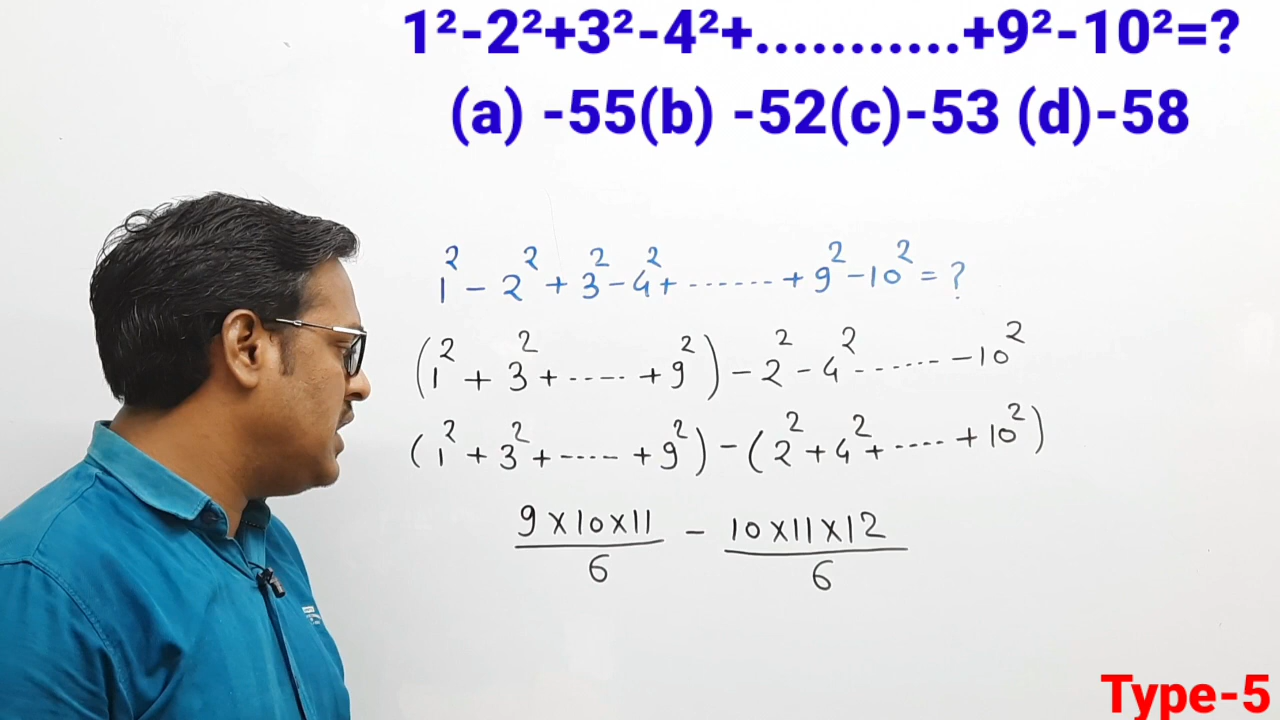 1²-2²+3²-4²+...........+9²-10²=?
(a) -55(b) -52(c)-53 (d)-58
1² - 2² + 3² - 4² + ------- + 9² - 10² = ?
(1² + 3² + ----- + 9²) - 2² - 4² ------- - 10²
(1² + 3² + ----- + 9²) - (2² + 4² + ----- + 10²)
9 x 10 x 11 / 6 - 10 x 11 x 12 / 6
Type-5